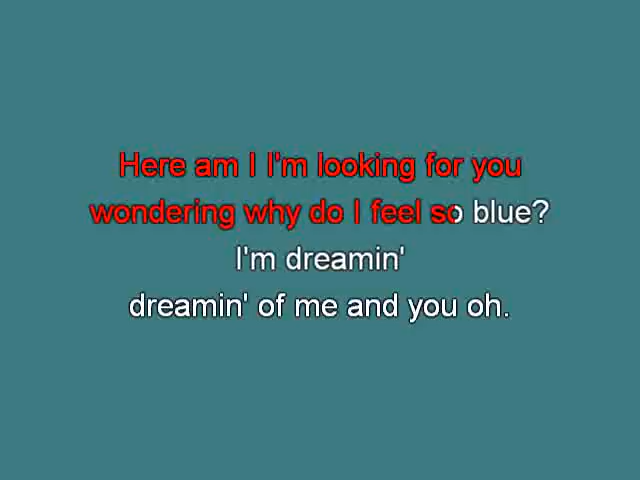 Here am I I'm looking for you
wondering why do I feel so blue?
I'm dreamin'
dreamin' of me and you oh.